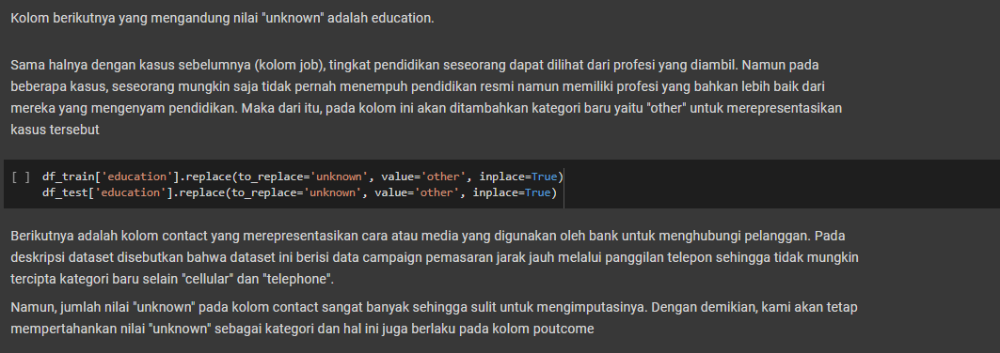 Kolom berikutnya yang mengandung nilai "unknown" adalah education.
Sama halnya dengan kasus sebelumnya (kolom job), tingkat pendidikan seseorang dapat dilihat dari profesi yang diambil. Namun pada
beberapa kasus, seseorang mungkin saja tidak pernah menempuh pendidikan resmi namun memiliki profesi yang bahkan lebih baik dari
mereka yang mengenyam pendidikan. Maka dari itu, pada kolom ini akan ditambahkan kategori baru yaitu "other" untuk merepresentasikan
kasus tersebut
[ ] df_train['education'].replace(to_replace='unknown', value='other', inplace=True)
df_test['education'].replace(to_replace='unknown', value='other', inplace=True)
Berikutnya adalah kolom contact yang merepresentasikan cara atau media yang digunakan oleh bank untuk menghubungi pelanggan. Pada
deskripsi dataset disebutkan bahwa dataset ini berisi data campaign pemasaran jarak jauh melalui panggilan telepon sehingga tidak mungkin
tercipta kategori baru selain "cellular" dan "telephone".
Namun, jumlah nilai "unknown" pada kolom contact sangat banyak sehingga sulit untuk mengimputasinya. Dengan demikian, kami akan tetap
mempertahankan nilai "unknown" sebagai kategori dan hal ini juga berlaku pada kolom poutcome